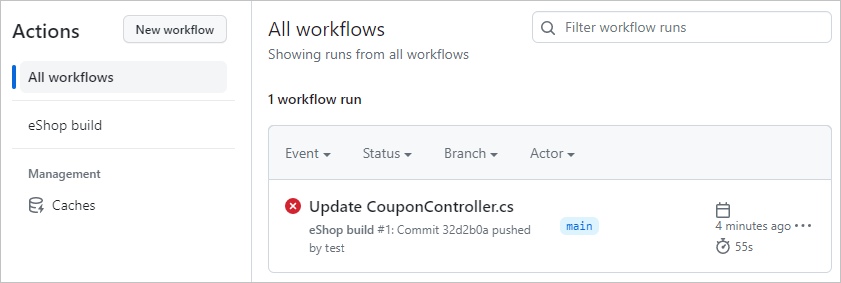 Actions
New workflow
All workflows
eShop build
Management
Caches
All workflows
Showing runs from all workflows
Filter workflow runs
1 workflow run
Event
Status
Branch
Actor
Update CouponController.cs
eShop build #1: Commit 32d2b0a pushed
by test
main
4 minutes ago
55s